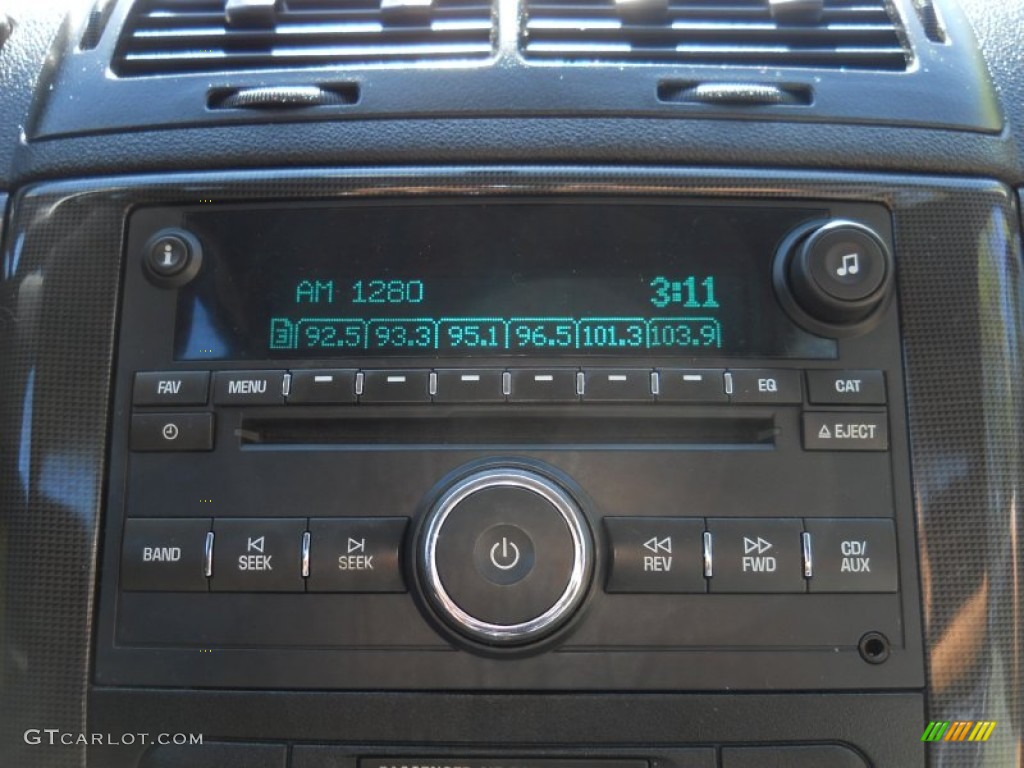 i
AM 1280 3:11
3 92.5 93.3 95.1 96.5 101.3 103.9
FAV MENU EQ CAT
EJECT
BAND SEEK SEEK REV FWD CD/
AUX
GTCARLOT.COM